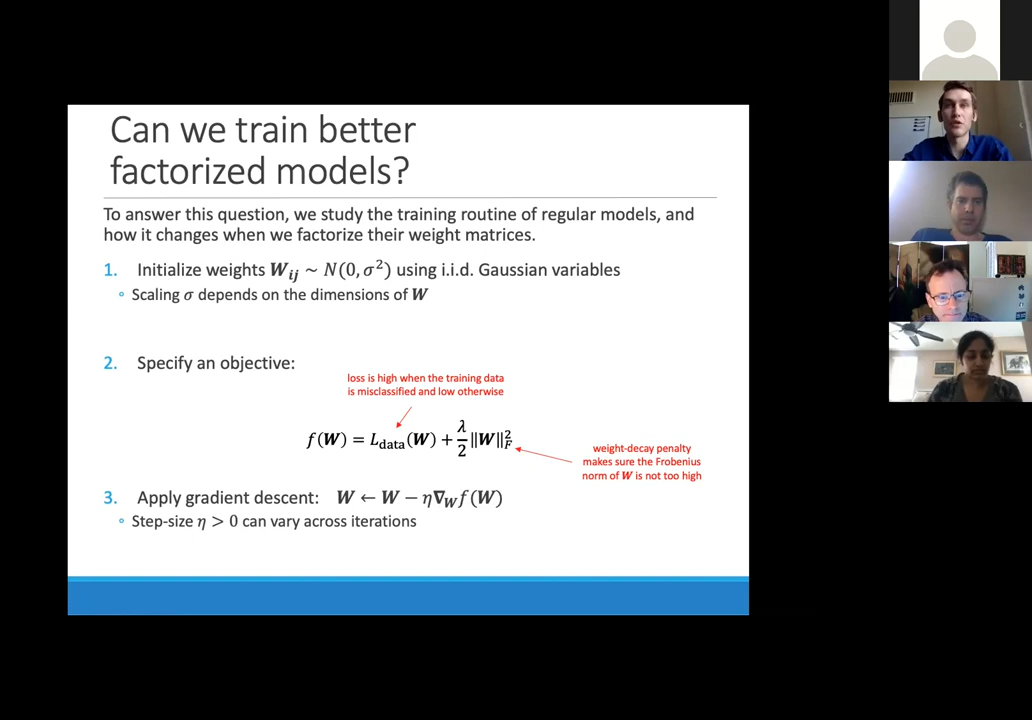 Can we train better
factorized models?
To answer this question, we study the training routine of regular models, and
how it changes when we factorize their weight matrices.
1. Initialize weights W_ij ~ N(0, σ²) using i.i.d. Gaussian variables
◦ Scaling σ depends on the dimensions of W
2. Specify an objective:
loss is high when the training data
is misclassified and low otherwise
f(W) = L_data(W) + λ/2 ‖W‖²_F
weight-decay penalty
makes sure the Frobenius
norm of W is not too high
3. Apply gradient descent: W ← W − η∇_W f(W)
◦ Step-size η > 0 can vary across iterations